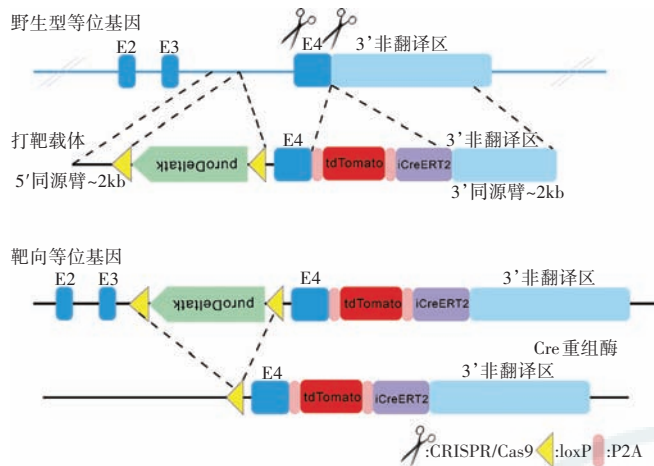 野生型等位基因
E2 E3 E4 3’非翻译区
打靶载体
E4 3’非翻译区
puroDeltatk tdTomato iCreERT2
5′同源臂~2kb 3’同源臂~2kb
靶向等位基因
E2 E3 E4 3’非翻译区
puroDeltatk tdTomato iCreERT2
Cre重组酶
E4 3’非翻译区
tdTomato iCreERT2
:CRISPR/Cas9 :loxP :P2A